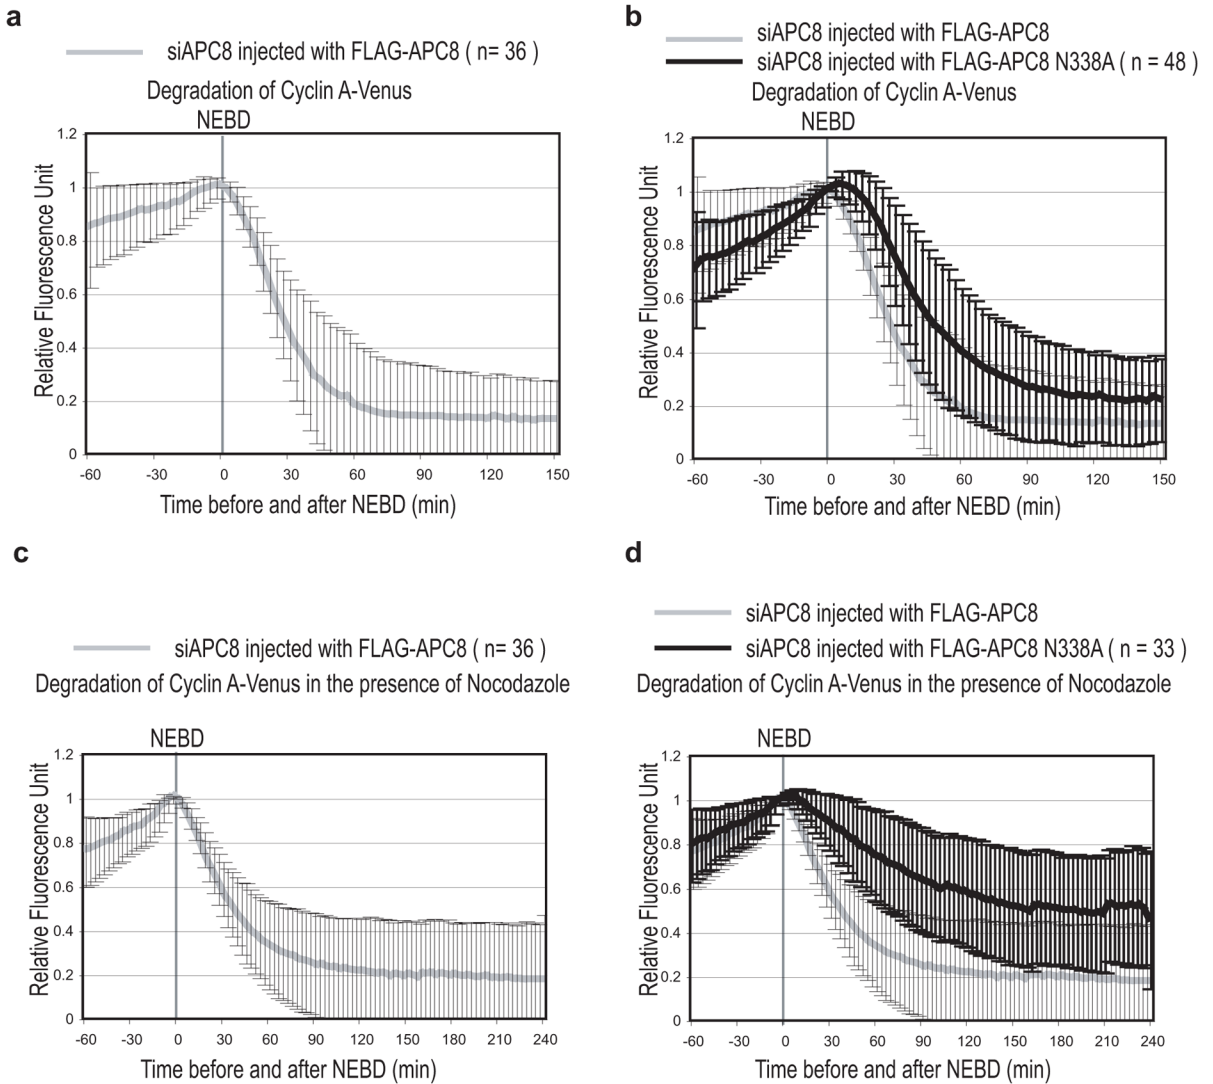 a
siAPC8 injected with FLAG-APC8 ( n= 36 )
Degradation of Cyclin A-Venus
NEBD
Relative Fluorescence Unit
1.2
1
0.8
0.6
0.4
0.2
0
-60 -30 0 30 60 90 120 150
Time before and after NEBD (min)
b
siAPC8 injected with FLAG-APC8
siAPC8 injected with FLAG-APC8 N338A ( n = 48 )
Degradation of Cyclin A-Venus
NEBD
Relative Fluorescence Unit
1.2
1
0.8
0.6
0.4
0.2
0
-60 -30 0 30 60 90 120 150
Time before and after NEBD (min)
c
siAPC8 injected with FLAG-APC8 ( n= 36 )
Degradation of Cyclin A-Venus in the presence of Nocodazole
NEBD
Relative Fluorescence Unit
1.2
1
0.8
0.6
0.4
0.2
0
-60 -30 0 30 60 90 120 150 180 210 240
Time before and after NEBD (min)
d
siAPC8 injected with FLAG-APC8
siAPC8 injected with FLAG-APC8 N338A ( n = 33 )
Degradation of Cyclin A-Venus in the presence of Nocodazole
NEBD
Relative Fluorescence Unit
1.2
1
0.8
0.6
0.4
0.2
0
-60 -30 0 30 60 90 120 150 180 210 240
Time before and after NEBD (min)